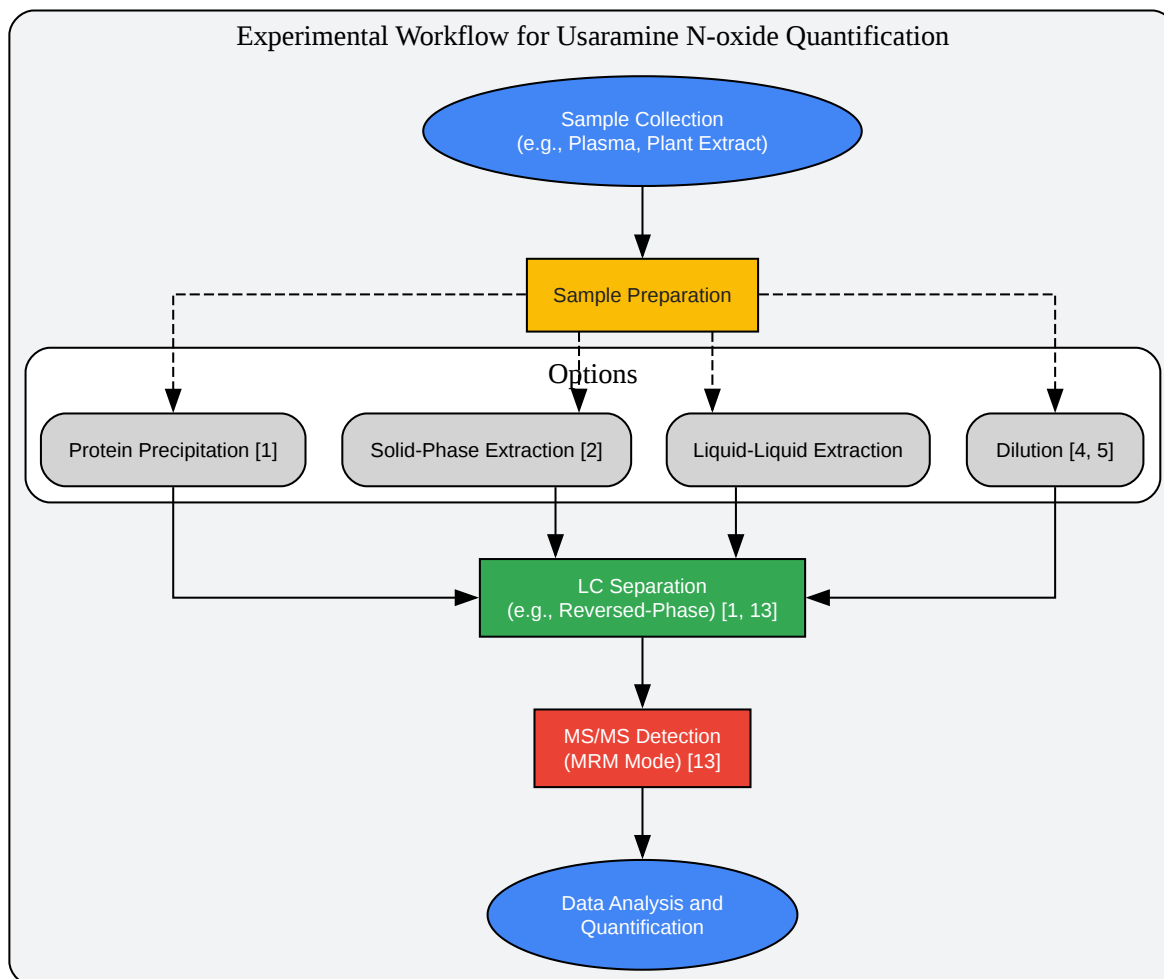 Experimental Workflow for Usaramine N-oxide Quantification
Sample Collection
(e.g., Plasma, Plant Extract)
Sample Preparation
Options
Protein Precipitation [1]
Solid-Phase Extraction [2]
Liquid-Liquid Extraction
Dilution [4, 5]
LC Separation
(e.g., Reversed-Phase) [1, 13]
MS/MS Detection
(MRM Mode) [13]
Data Analysis and
Quantification